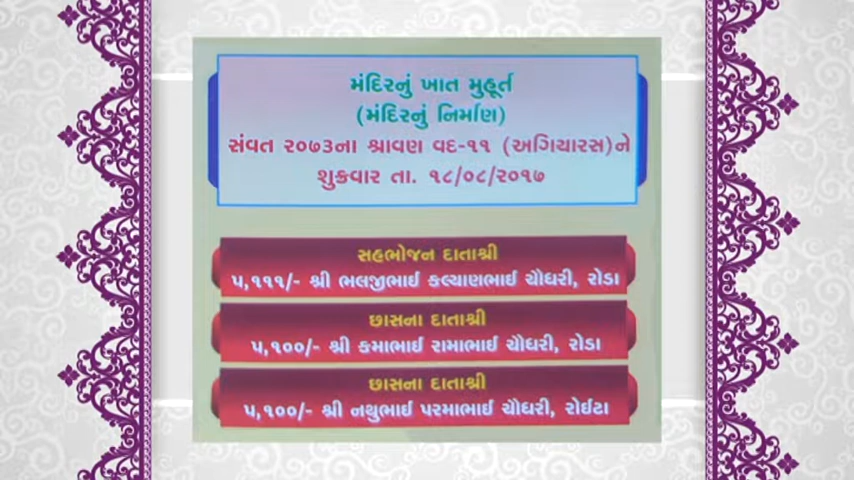 મંદિરનું ખાત મુહૂર્ત
(મંદિરનું નિર્માણ)
સંવત ૨૦૭૩ના શ્રાવણ વદ-૧૧ (અગિયારસ)ને
શુક્રવાર તા. ૧૮/૦૮/૨૦૧૭
સહભોજન દાતાશ્રી
૫,૧૧૧/- શ્રી ભલજીભાઈ કલ્યાણભાઈ ચૌધરી, રોડા
છાસના દાતાશ્રી
૫,૧૦૦/- શ્રી કમાભાઈ રામાભાઈ ચૌધરી, રોડા
છાસના દાતાશ્રી
૫,૧૦૦/- શ્રી નથુભાઈ પરમાભાઈ ચૌધરી, રોઈટા